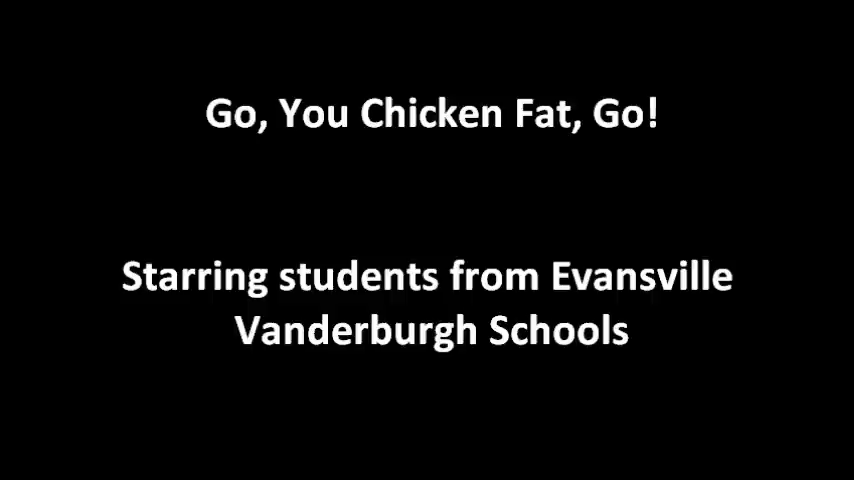 Go, You Chicken Fat, Go!
Starring students from Evansville
Vanderburgh Schools